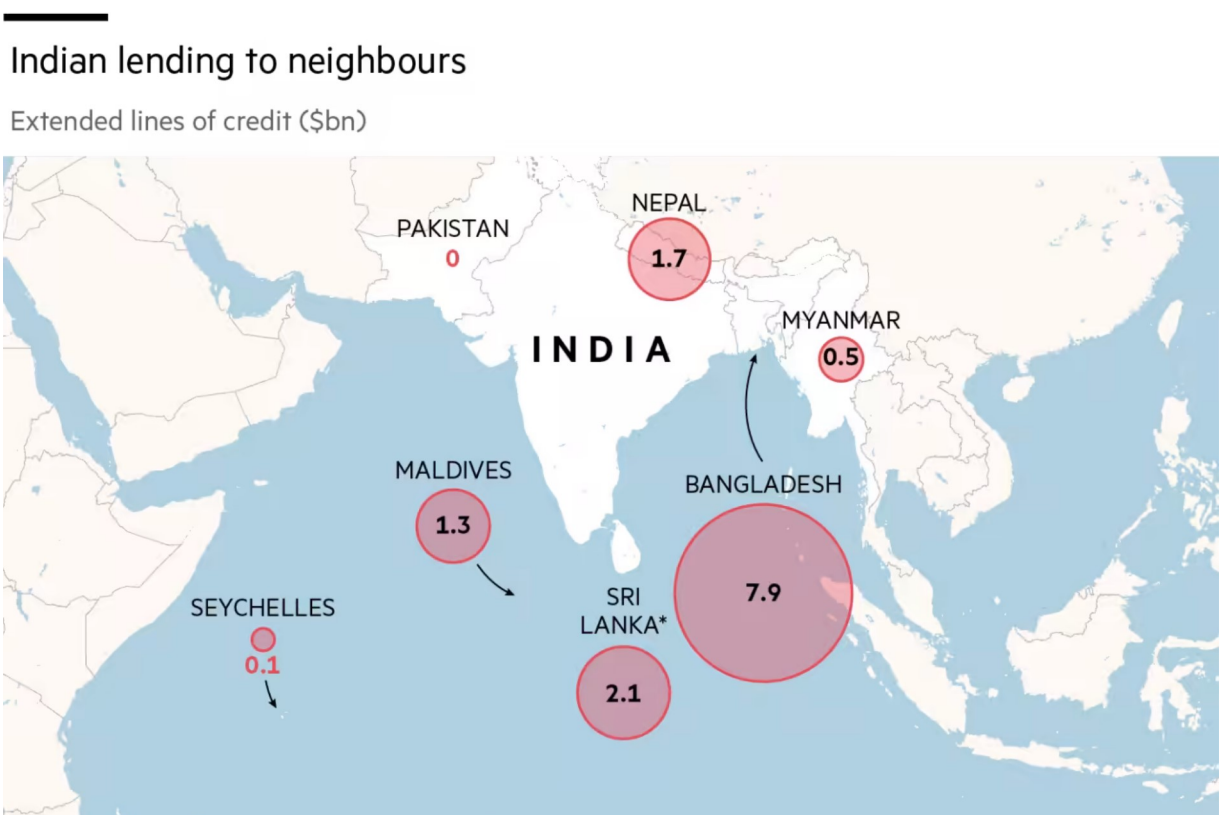 Indian lending to neighbours
Extended lines of credit ($bn)
NEPAL
1.7
PAKISTAN
0
MYANMAR
0.5
INDIA
MALDIVES
1.3
BANGLADESH
7.9
SEYCHELLES
0.1
SRI
LANKA*
2.1